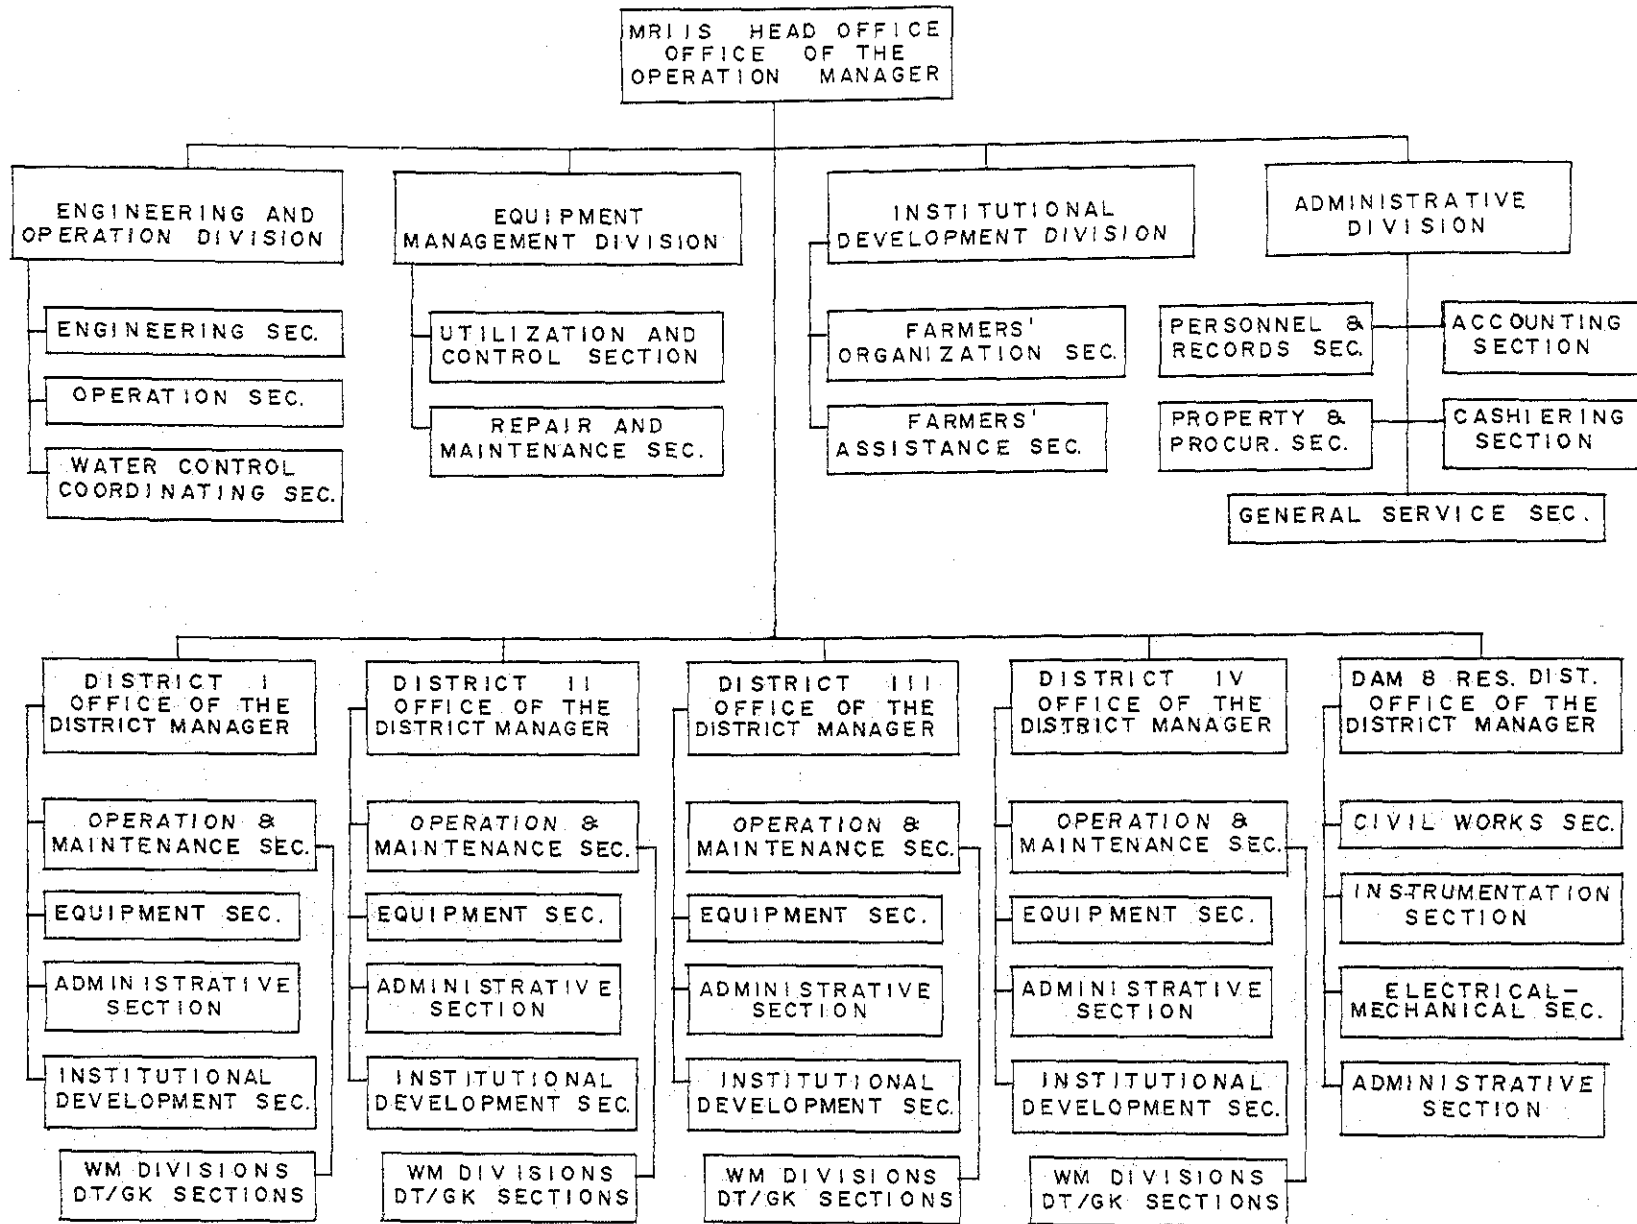 MRIIS HEAD OFFICE
OFFICE OF THE
OPERATION MANAGER
ENGINEERING AND
OPERATION DIVISION
EQUIPMENT
MANAGEMENT DIVISION
INSTITUTIONAL
DEVELOPMENT DIVISION
ADMINISTRATIVE
DIVISION
ENGINEERING SEC.
OPERATION SEC.
WATER CONTROL
COORDINATING SEC.
UTILIZATION AND
CONTROL SECTION
REPAIR AND
MAINTENANCE SEC.
FARMERS'
ORGANIZATION SEC.
FARMERS'
ASSISTANCE SEC.
PERSONNEL &
RECORDS SEC.
ACCOUNTING
SECTION
PROPERTY &
PROCUR. SEC.
CASHIERING
SECTION
GENERAL SERVICE SEC.
DISTRICT I
OFFICE OF THE
DISTRICT MANAGER
OPERATION &
MAINTENANCE SEC.
EQUIPMENT SEC.
ADMINISTRATIVE
SECTION
INSTITUTIONAL
DEVELOPMENT SEC.
WM DIVISIONS
DT/GK SECTIONS
DISTRICT II
OFFICE OF THE
DISTRICT MANAGER
OPERATION &
MAINTENANCE SEC.
EQUIPMENT SEC.
ADMINISTRATIVE
SECTION
INSTITUTIONAL
DEVELOPMENT SEC.
WM DIVISIONS
DT/GK SECTIONS
DISTRICT III
OFFICE OF THE
DISTRICT MANAGER
OPERATION &
MAINTENANCE SEC.
EQUIPMENT SEC.
ADMINISTRATIVE
SECTION
INSTITUTIONAL
DEVELOPMENT SEC.
WM DIVISIONS
DT/GK SECTIONS
DISTRICT IV
OFFICE OF THE
DISTRICT MANAGER
OPERATION &
MAINTENANCE SEC.
EQUIPMENT SEC.
ADMINISTRATIVE
SECTION
INSTITUTIONAL
DEVELOPMENT SEC.
WM DIVISIONS
DT/GK SECTIONS
DAM & RES. DIST.
OFFICE OF THE
DISTRICT MANAGER
CIVIL WORKS SEC.
INSTRUMENTATION
SECTION
ELECTRICAL-
MECHANICAL SEC.
ADMINISTRATIVE
SECTION